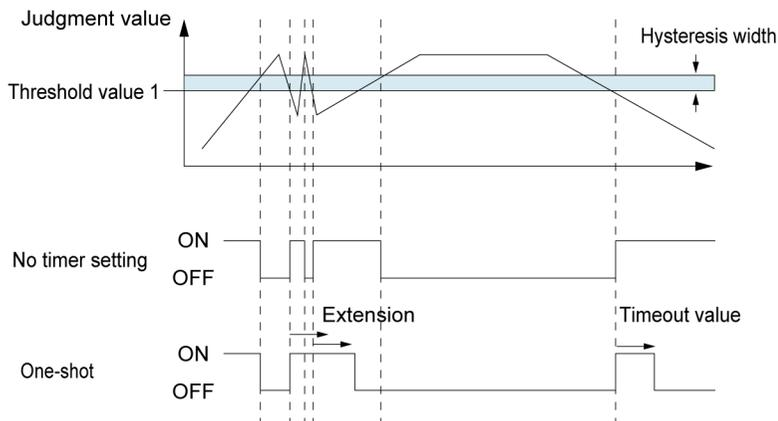 Judgment value
Hysteresis width
Threshold value 1
ON
No timer setting
OFF
Extension
Timeout value
ON
One-shot
OFF